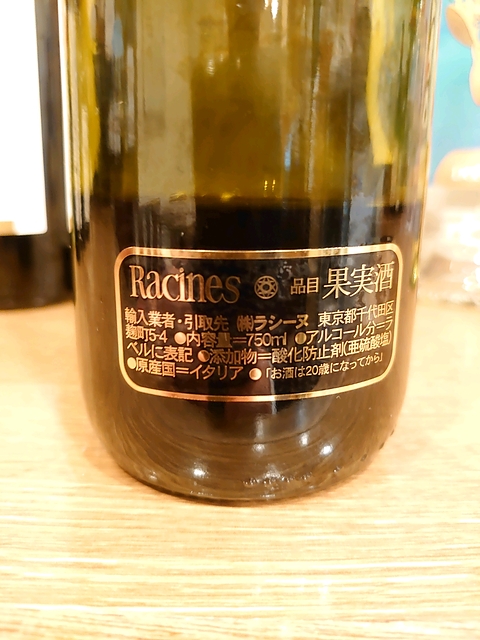 Racines 品目 果実酒
輸入業者・引取先 ㈱ラシーヌ 東京都千代田区
麹町5-4 ●内容量=750ml ●アルコール分=ラ
ベルに表記 ●添加物=酸化防止剤(亜硫酸塩)
●原産国=イタリア ●「お酒は20歳になってから」